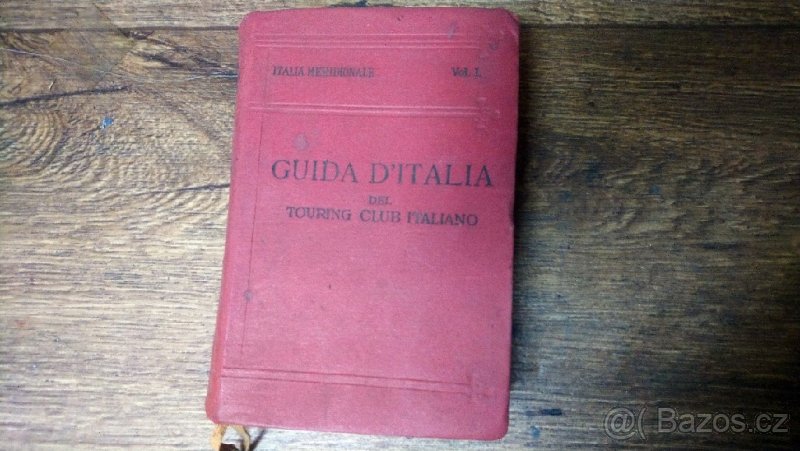 ITALIA MERIDIONALE Vol. I.
GUIDA D'ITALIA
DEL
TOURING CLUB ITALIANO
@( Bazos.cz